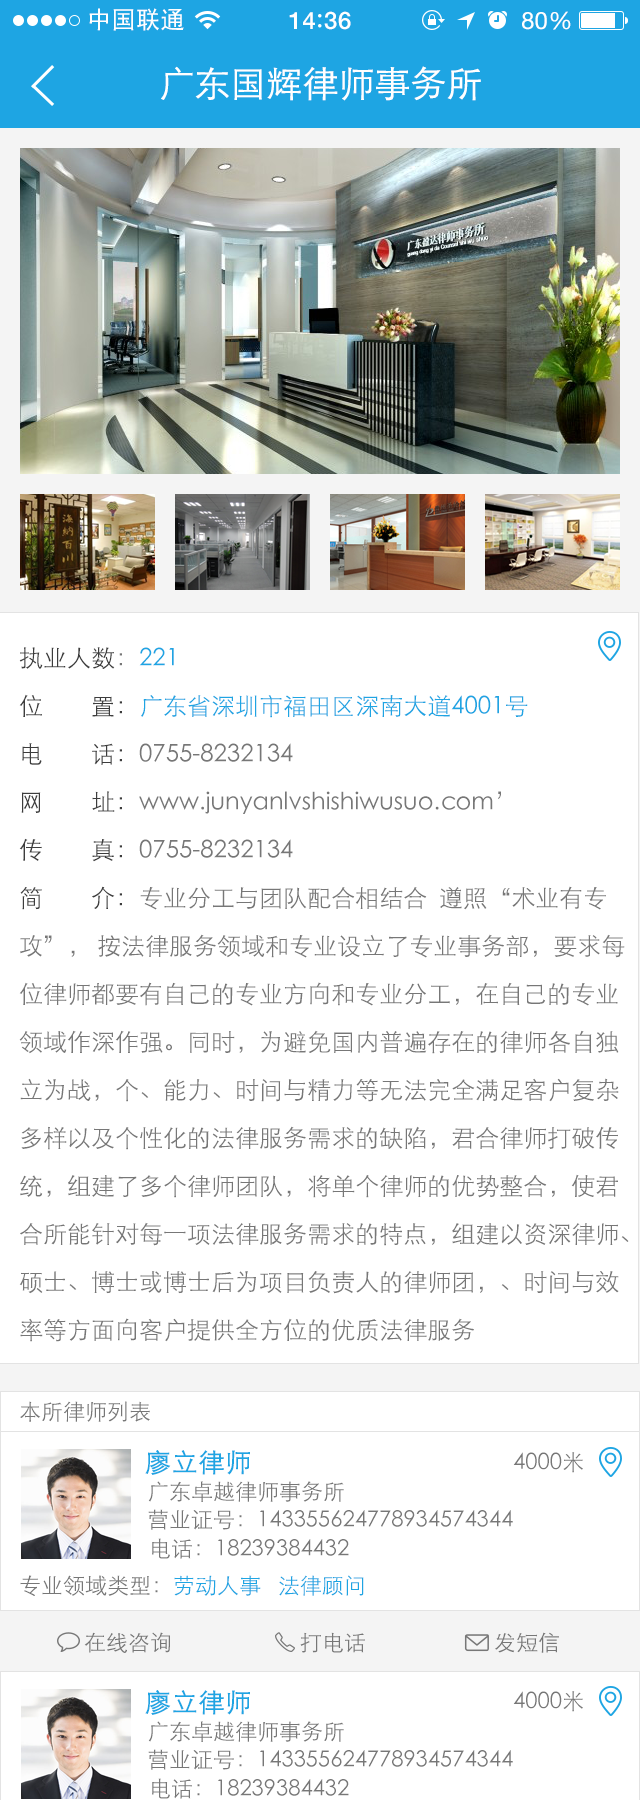 中国联通 14:36 80%
广东国辉律师事务所
广东盈达律师事务所
海纳百川
执业人数：221
位置：广东省深圳市福田区深南大道4001号
电话：0755-8232134
网址：www.junyanlvshishiwusuo.com’
传真：0755-8232134
简介：专业分工与团队配合相结合 遵照“术业有专
攻”，按法律服务领域和专业设立了专业事务部，要求每
位律师都要有自己的专业方向和专业分工，在自己的专业
领域作深作强。同时，为避免国内普遍存在的律师各自独
立为战，个、能力、时间与精力等无法完全满足客户复杂
多样以及个性化的法律服务需求的缺陷，君合律师打破传
统，组建了多个律师团队，将单个律师的优势整合，使君
合所能针对每一项法律服务需求的特点，组建以资深律师、
硕士、博士或博士后为项目负责人的律师团，、时间与效
率等方面向客户提供全方位的优质法律服务
本所律师列表
廖立律师 4000米
广东卓越律师事务所
营业证号：143355624778934574344
电话：18239384432
专业领域类型：劳动人事 法律顾问
在线咨询 打电话 发短信
廖立律师 4000米
广东卓越律师事务所
营业证号：143355624778934574344
电话：18239384432